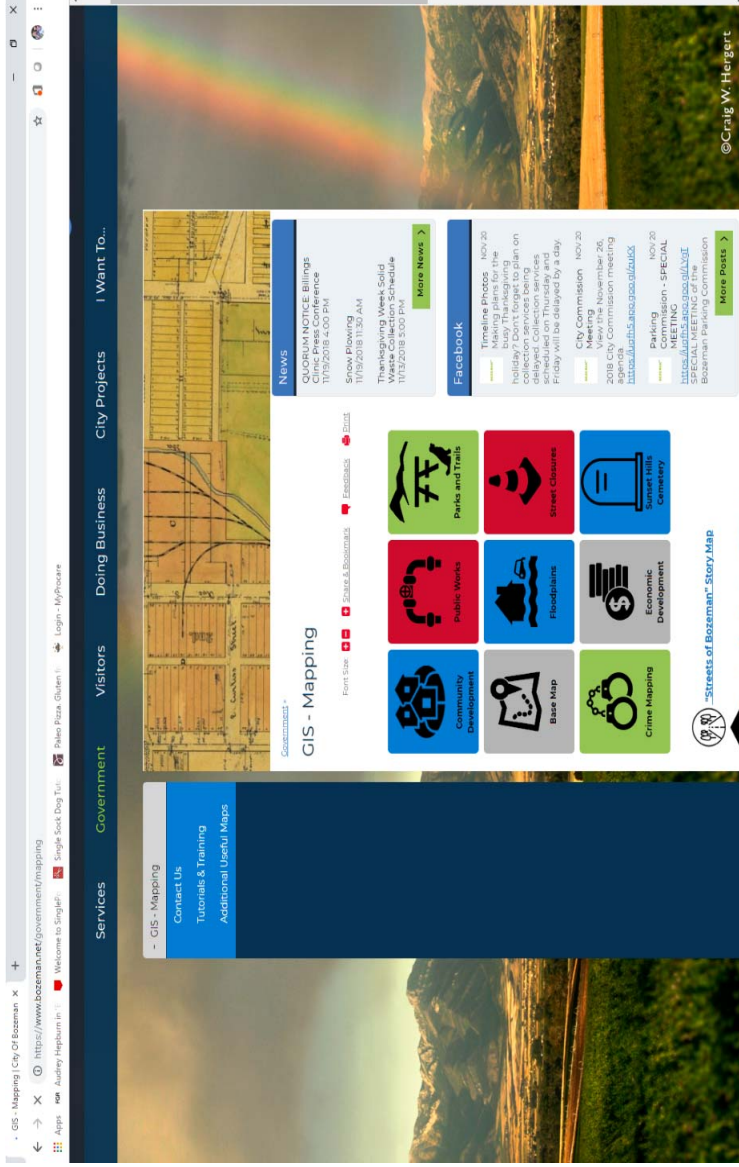 - GIS - Mapping | City Of Bozeman
https://www.bozeman.net/government/mapping
Apps
FGR Audrey Hepburn in
Welcome to SinglePl
Single Sock Dog Tut
Paleo Pizza. Gluten
Login - MyProcare
Services
Government
Visitors
Doing Business
City Projects
I Want To...
- GIS - Mapping
Contact Us
Tutorials & Training
Additional Useful Maps
Government »
GIS - Mapping
Font Size: + - + Share & Bookmark Feedback Print
Community
Development
Public Works
Parks and Trails
Base Map
Floodplains
Street Closures
Crime Mapping
Economic
Development
Sunset Hills
Cemetery
"Streets of Bozeman" Story Map
News
QUORUM NOTICE: Billings
Clinic Press Conference
11/19/2018 4:00 PM
Snow Plowing
11/19/2018 11:30 AM
Thanksgiving Week Solid
Waste Collection Schedule
11/13/2018 5:00 PM
More News >
Facebook
Timeline Photos NOV 20
Making plans for the
busy Thanksgiving
holiday? Don't forget to plan on
collection services being
delayed. Collection services
scheduled on Thursday and
Friday will be delayed by a day.
City Commission NOV 20
Meeting
View the November 26,
2018 City Commission meeting
agenda
Parking NOV 20
Commission - SPECIAL
MEETING
SPECIAL MEETING of the
Bozeman Parking Commission
More Posts >
©Craig W. Hergert